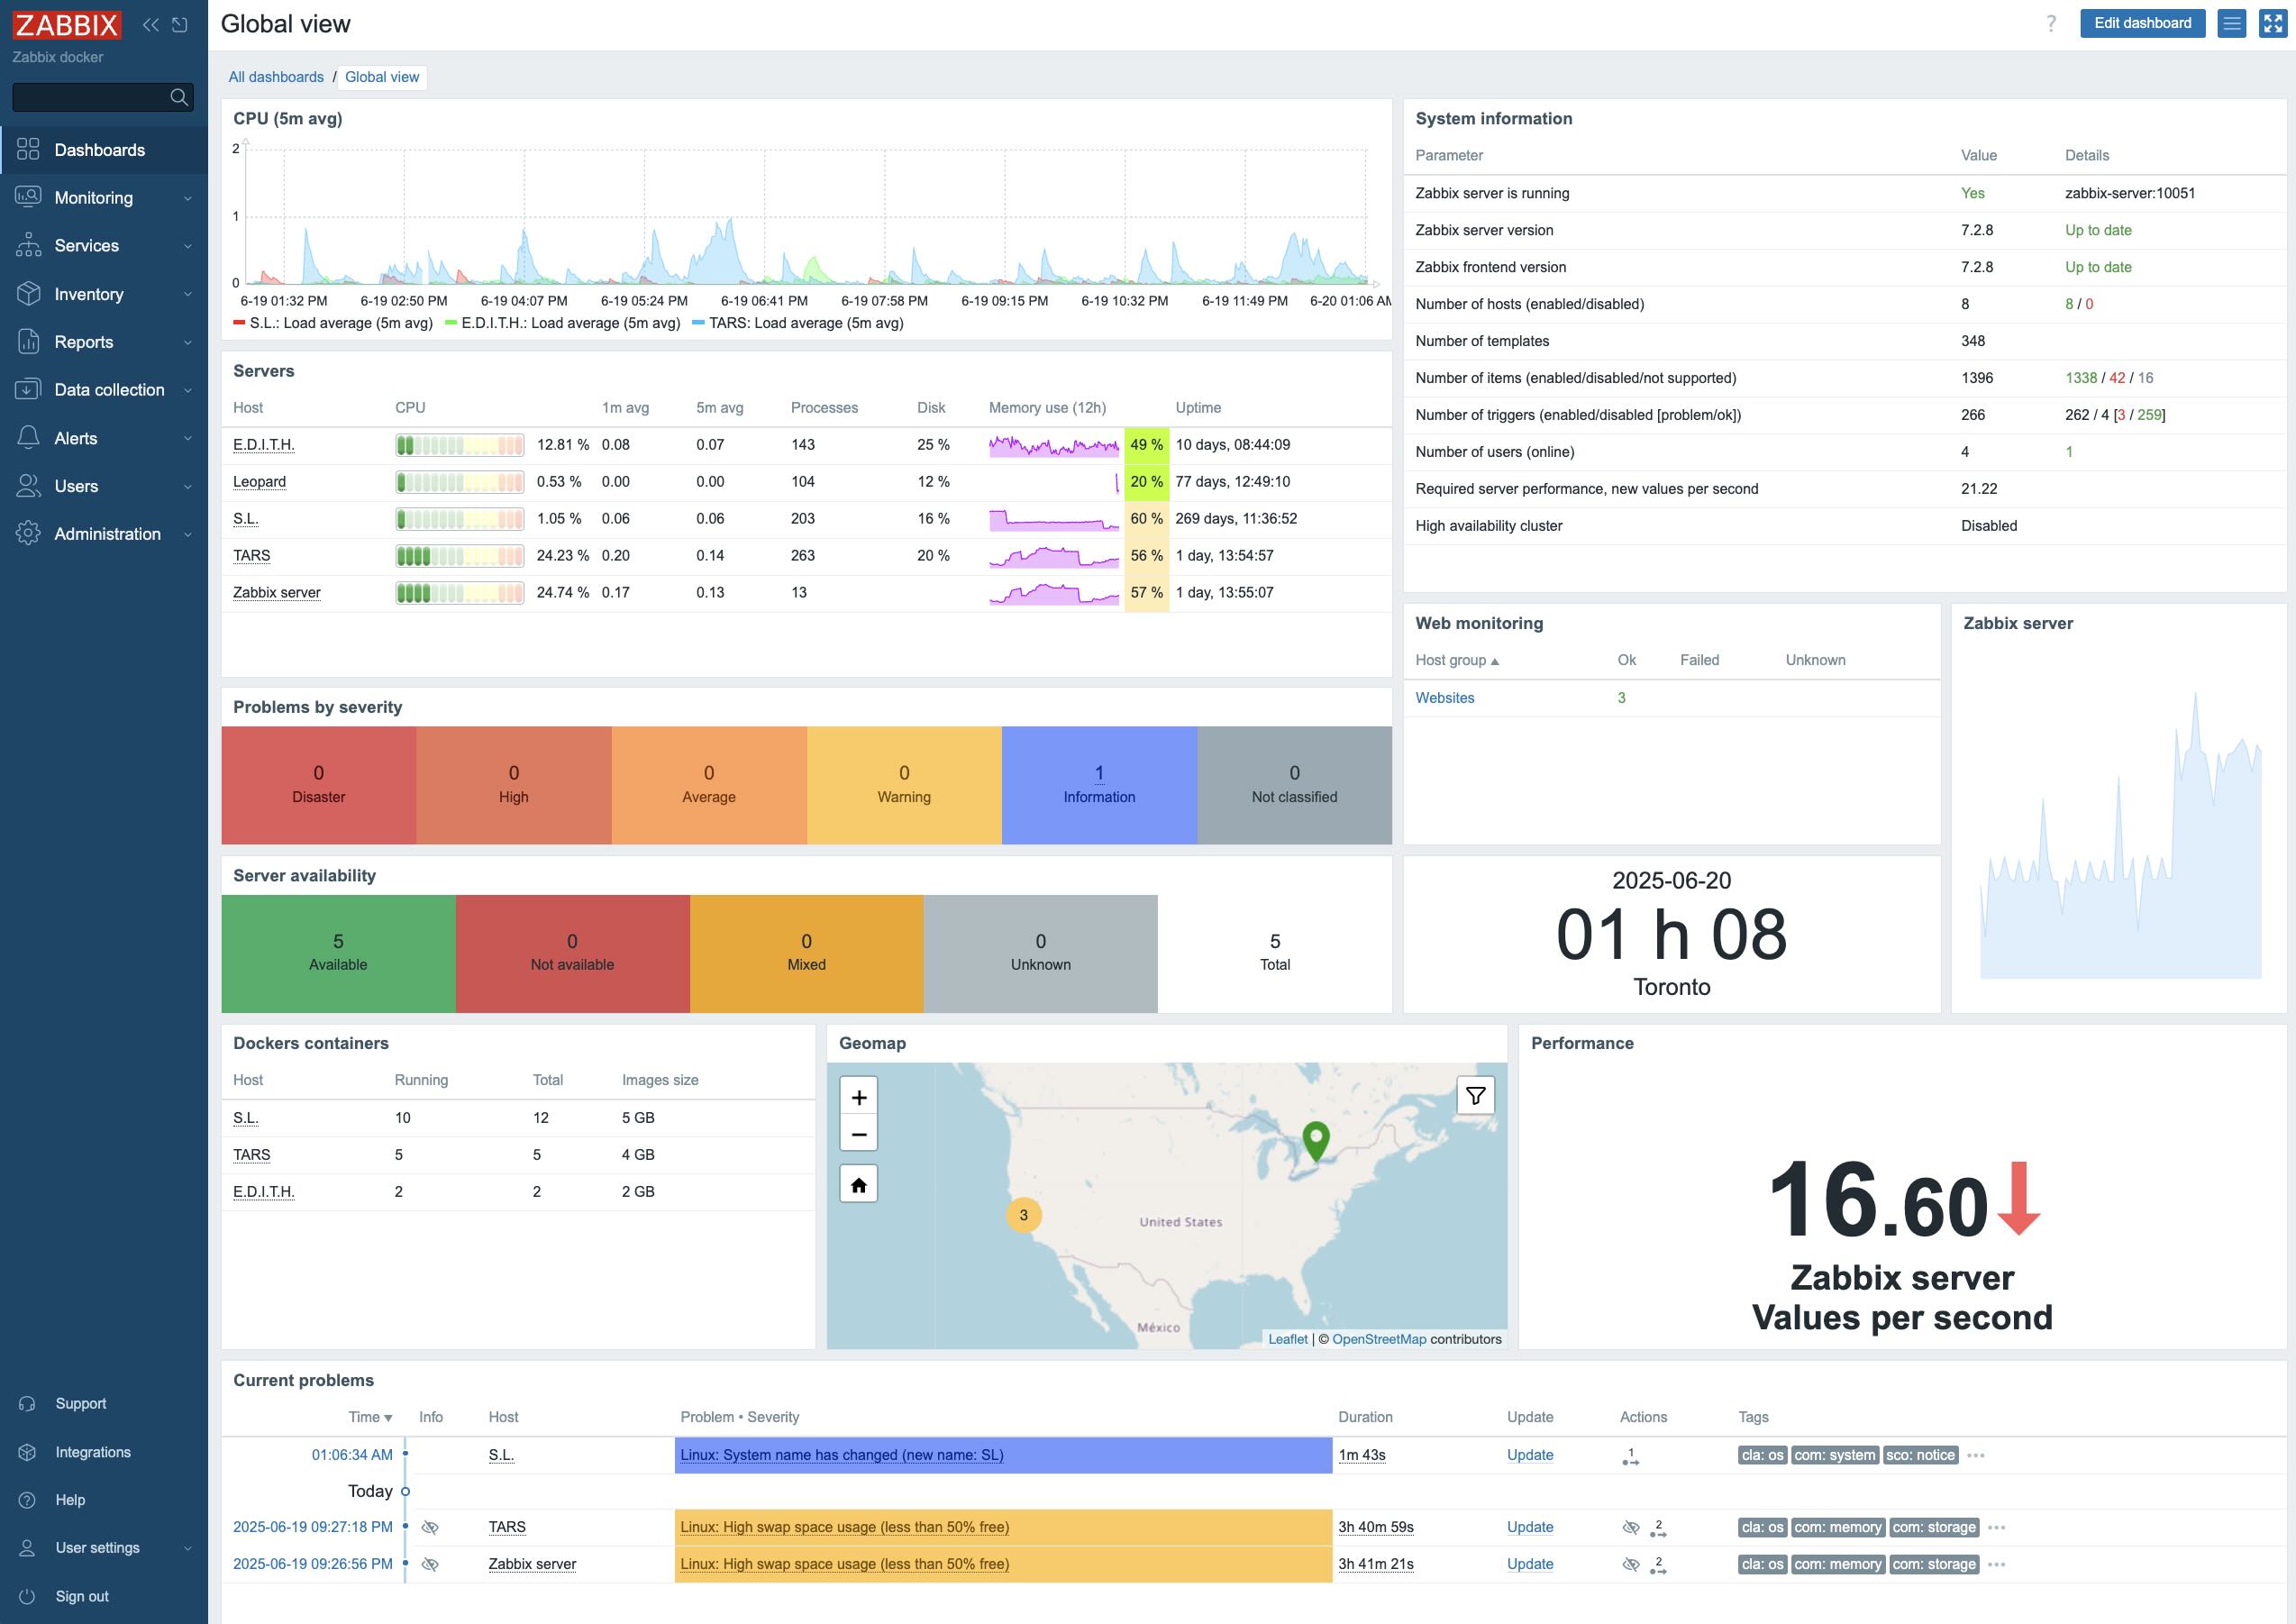 ZABBIX
Zabbix docker
Dashboards
Monitoring
Services
Inventory
Reports
Data collection
Alerts
Users
Administration
Support
Integrations
Help
User settings
Sign out
Global view
? Edit dashboard
All dashboards / Global view
CPU (5m avg)
2
1
0
6-19 01:32 PM 6-19 02:50 PM 6-19 04:07 PM 6-19 05:24 PM 6-19 06:41 PM 6-19 07:58 PM 6-19 09:15 PM 6-19 10:32 PM 6-19 11:49 PM 6-20 01:06 AM
S.L.: Load average (5m avg) E.D.I.T.H.: Load average (5m avg) TARS: Load average (5m avg)
System information
Parameter Value Details
Zabbix server is running Yes zabbix-server:10051
Zabbix server version 7.2.8 Up to date
Zabbix frontend version 7.2.8 Up to date
Number of hosts (enabled/disabled) 8 8 / 0
Number of templates 348
Number of items (enabled/disabled/not supported) 1396 1338 / 42 / 16
Number of triggers (enabled/disabled [problem/ok]) 266 262 / 4 [3 / 259]
Number of users (online) 4 1
Required server performance, new values per second 21.22
High availability cluster Disabled
Servers
Host CPU 1m avg 5m avg Processes Disk Memory use (12h) Uptime
E.D.I.T.H. 12.81 % 0.08 0.07 143 25 % 49 % 10 days, 08:44:09
Leopard 0.53 % 0.00 0.00 104 12 % 20 % 77 days, 12:49:10
S.L. 1.05 % 0.06 0.06 203 16 % 60 % 269 days, 11:36:52
TARS 24.23 % 0.20 0.14 263 20 % 56 % 1 day, 13:54:57
Zabbix server 24.74 % 0.17 0.13 13 57 % 1 day, 13:55:07
Web monitoring
Host group ▲ Ok Failed Unknown
Websites 3
Zabbix server
Problems by severity
0 0 0 0 1 0
Disaster High Average Warning Information Not classified
Server availability
5 0 0 0 5
Available Not available Mixed Unknown Total
2025-06-20
01 h 08
Toronto
Dockers containers
Host Running Total Images size
S.L. 10 12 5 GB
TARS 5 5 4 GB
E.D.I.T.H. 2 2 2 GB
Geomap
+
−
3
United States
México
Leaflet | © OpenStreetMap contributors
Performance
16.60
Zabbix server
Values per second
Current problems
Time ▼ Info Host Problem • Severity Duration Update Actions Tags
01:06:34 AM S.L. Linux: System name has changed (new name: SL) 1m 43s Update 1 cla: os com: system sco: notice •••
Today
2025-06-19 09:27:18 PM TARS Linux: High swap space usage (less than 50% free) 3h 40m 59s Update 2 cla: os com: memory com: storage •••
2025-06-19 09:26:56 PM Zabbix server Linux: High swap space usage (less than 50% free) 3h 41m 21s Update 2 cla: os com: memory com: storage •••